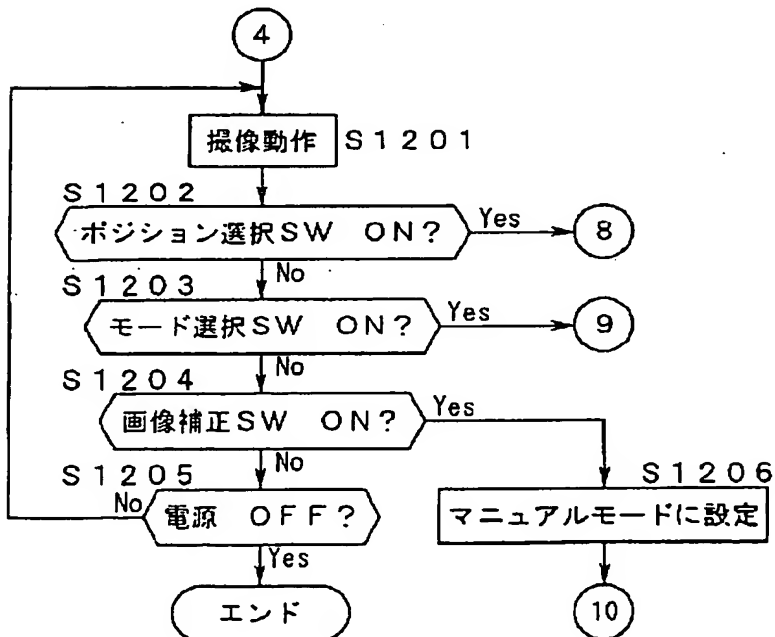 4
撮像動作 S1201
S1202
ポジション選択SW ON? Yes 8
No
S1203
モード選択SW ON? Yes 9
No
S1204
画像補正SW ON? Yes
No
S1205
S1206
No 電源 OFF?
マニュアルモードに設定
Yes
エンド
10